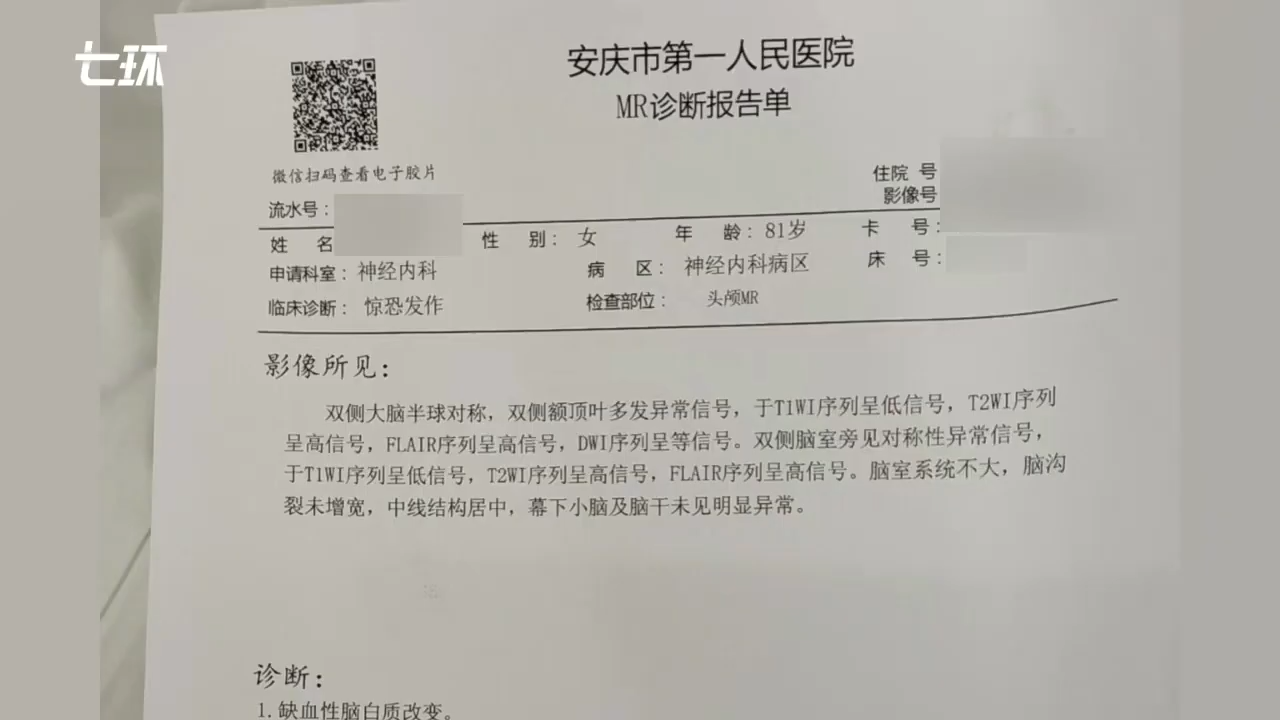 七环
安庆市第一人民医院
MR诊断报告单
微信扫码查看电子胶片
住院 号
影像号
流水号：
姓 名
性 别： 女
年 龄： 81岁
卡 号：
申请科室： 神经内科
病 区： 神经内科病区
床 号：
临床诊断： 惊恐发作
检查部位： 头颅MR
影像所见：
双侧大脑半球对称，双侧额顶叶多发异常信号，于T1WI序列呈低信号，T2WI序列
呈高信号，FLAIR序列呈高信号，DWI序列呈等信号。双侧脑室旁见对称性异常信号，
于T1WI序列呈低信号，T2WI序列呈高信号，FLAIR序列呈高信号。脑室系统不大，脑沟
裂未增宽，中线结构居中，幕下小脑及脑干未见明显异常。
诊断：
1.缺血性脑白质改变。